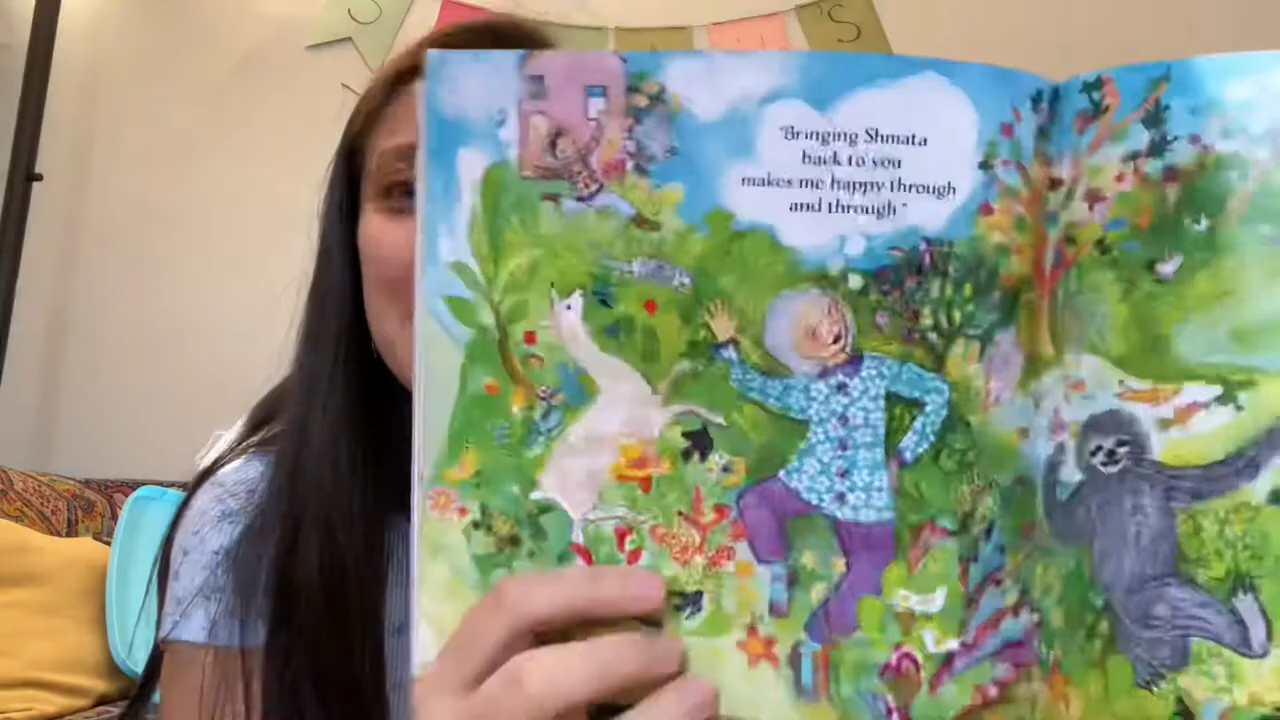 S 'S
"Bringing Shmata
back to you
makes me happy through
and through"